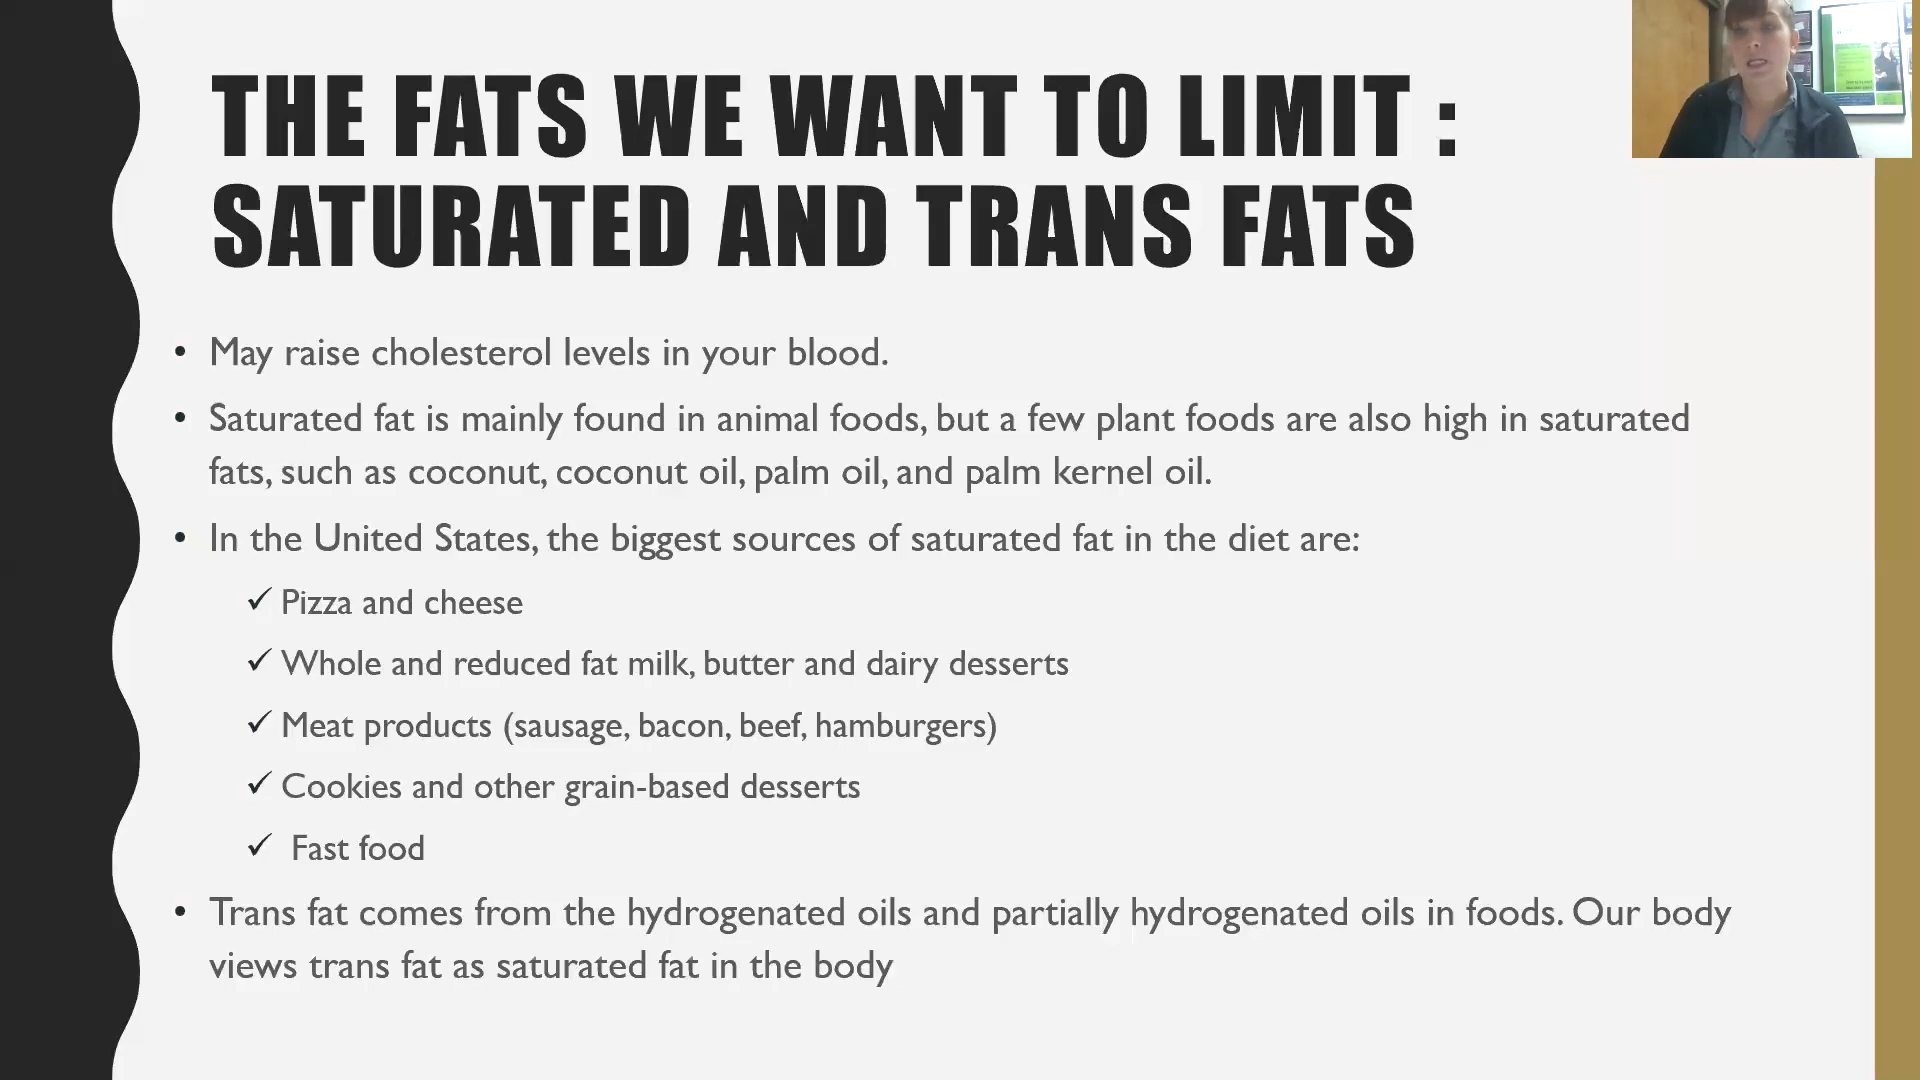 THE FATS WE WANT TO LIMIT :
SATURATED AND TRANS FATS
• May raise cholesterol levels in your blood.
• Saturated fat is mainly found in animal foods, but a few plant foods are also high in saturated
fats, such as coconut, coconut oil, palm oil, and palm kernel oil.
• In the United States, the biggest sources of saturated fat in the diet are:
✓ Pizza and cheese
✓ Whole and reduced fat milk, butter and dairy desserts
✓ Meat products (sausage, bacon, beef, hamburgers)
✓ Cookies and other grain-based desserts
✓ Fast food
• Trans fat comes from the hydrogenated oils and partially hydrogenated oils in foods. Our body
views trans fat as saturated fat in the body